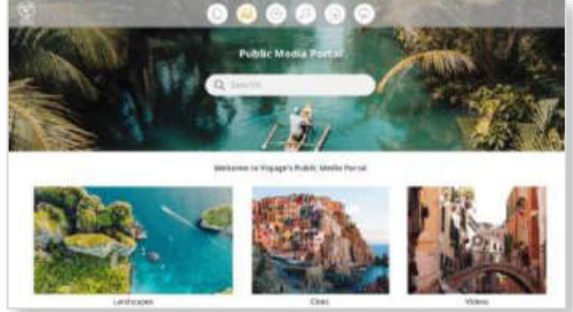 Public Media Portal
Search
Welcome to Voyage's Public Media Portal
Landscapes
Cities
Videos